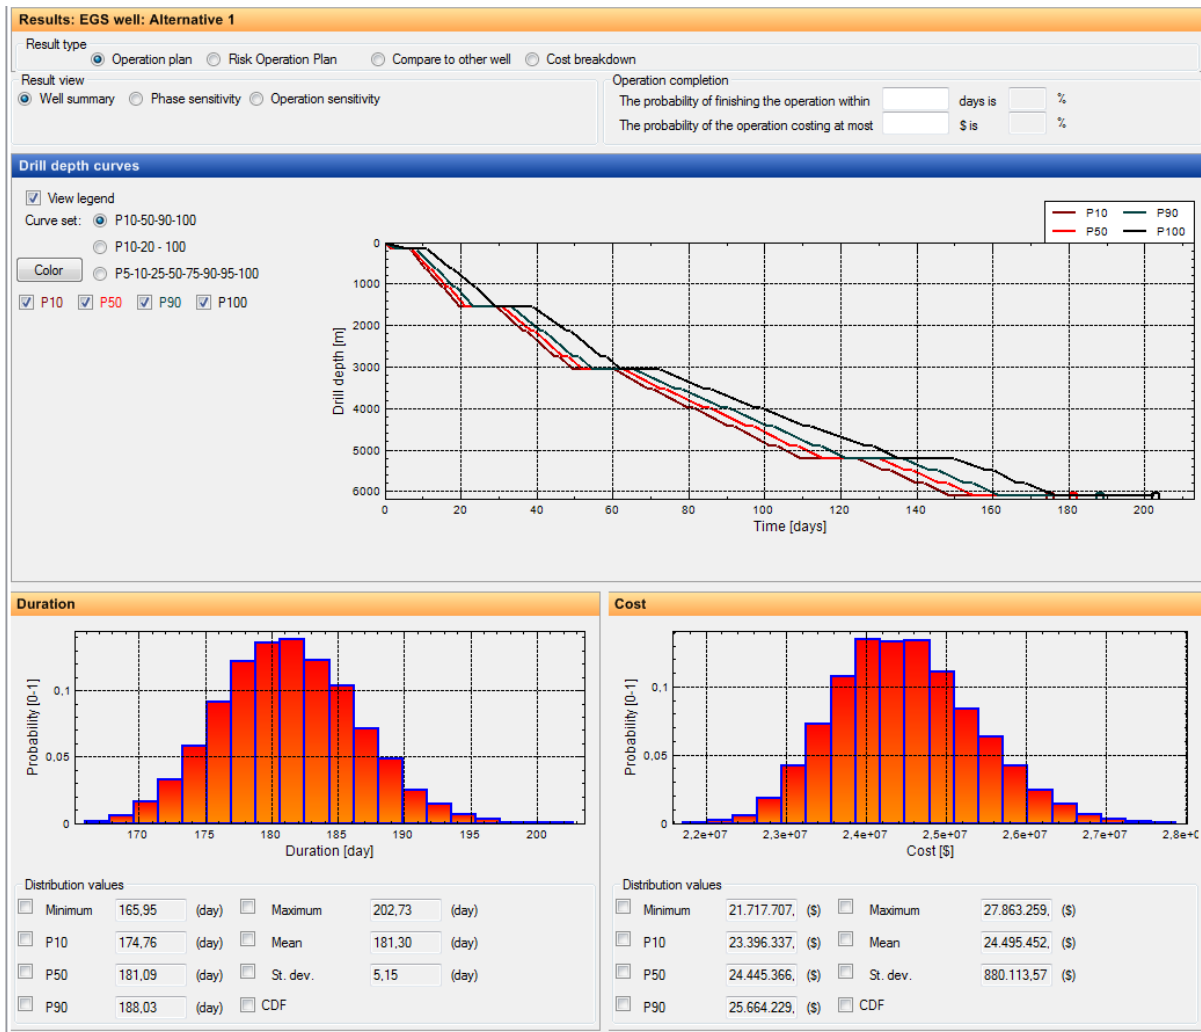 Results: EGS well: Alternative 1
Result type
Operation plan Risk Operation Plan Compare to other well Cost breakdown
Result view
Well summary Phase sensitivity Operation sensitivity
Operation completion
The probability of finishing the operation within days is %
The probability of the operation costing at most $ is %
Drill depth curves
View legend
Curve set: P10-50-90-100
P10-20 - 100
Color P5-10-25-50-75-90-95-100
P10 P50 P90 P100
P10 P90
P50 P100
0
1000
2000
3000
4000
5000
6000
Drill depth [m]
0 20 40 60 80 100 120 140 160 180 200
Time [days]
Duration
Probability [0-1]
0,1
0,05
0
170 175 180 185 190 195 200
Duration [day]
Distribution values
Minimum 165,95 (day) Maximum 202,73 (day)
P10 174,76 (day) Mean 181,30 (day)
P50 181,09 (day) St. dev. 5,15 (day)
P90 188,03 (day) CDF
Cost
Probability [0-1]
0,1
0,05
0
2,2e+07 2,3e+07 2,4e+07 2,5e+07 2,6e+07 2,7e+07 2,8e+0
Cost [$]
Distribution values
Minimum 21.717.707, ($) Maximum 27.863.259, ($)
P10 23.396.337, ($) Mean 24.495.452, ($)
P50 24.445.366, ($) St. dev. 880.113,57 ($)
P90 25.664.229, ($) CDF